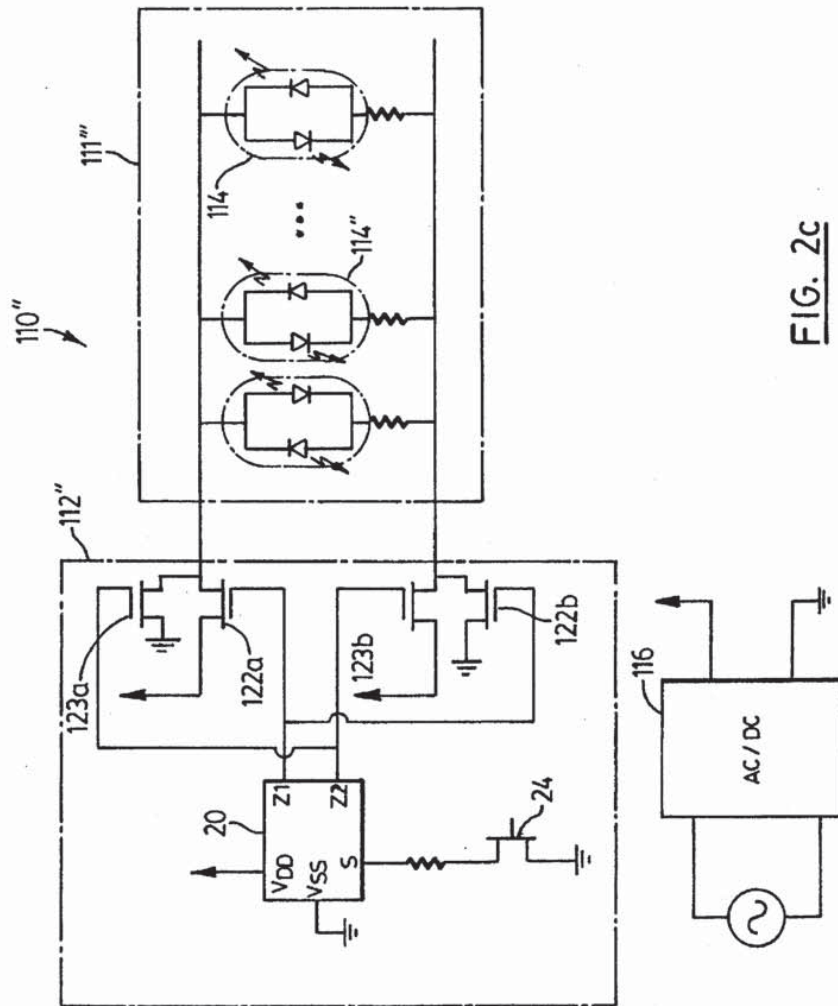 110"
111'''
112"
123a
122a
123b
122b
20
VDD
VSS
S
Z1
Z2
24
114
114"
...
116
AC/DC
FIG. 2c